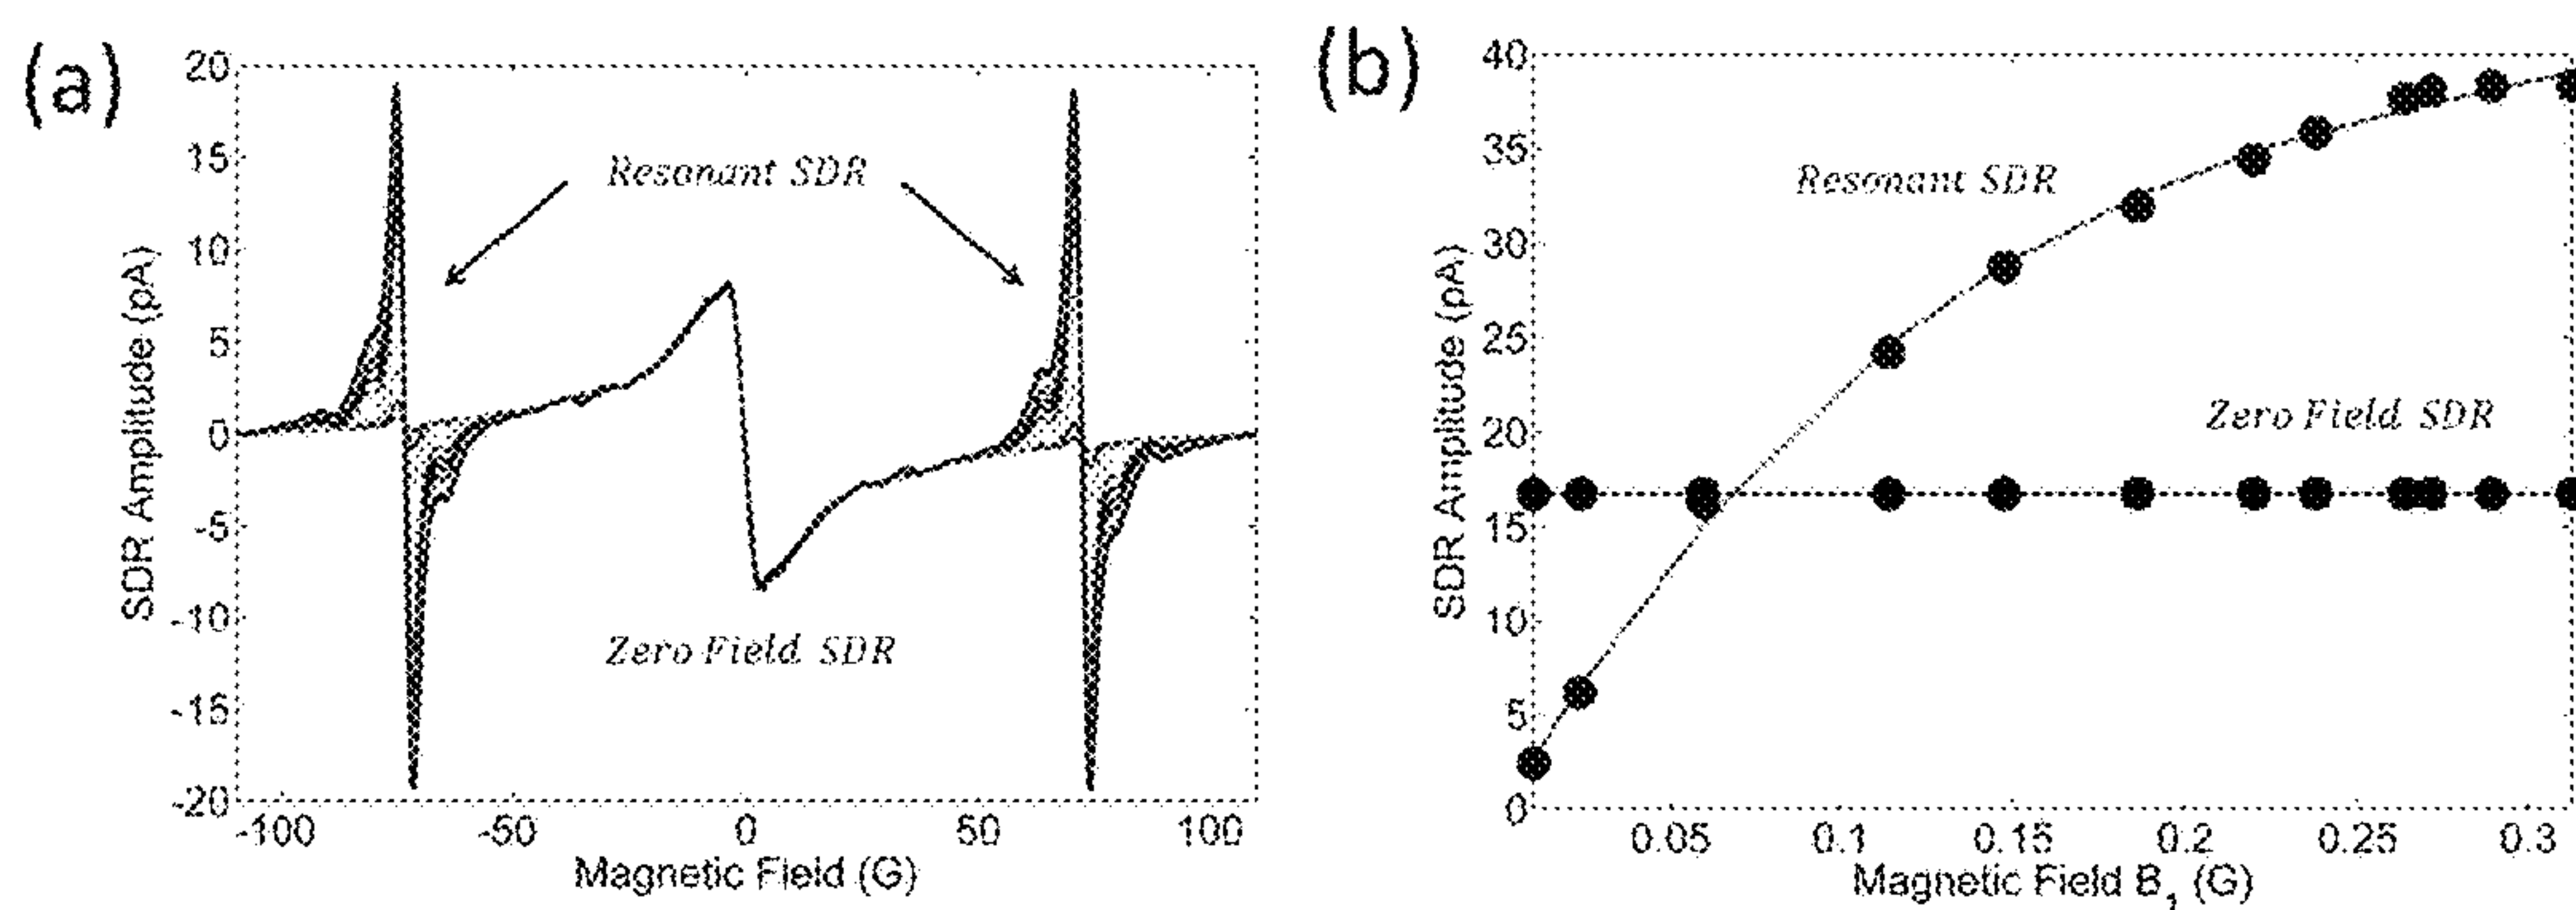 (a)
20
15
10
5
0
-5
-10
-15
-20
SDR Amplitude (pA)
Resonant SDR
Zero Field SDR
-100 -50 0 50 100
Magnetic Field (G)
(b)
40
35
30
25
20
15
10
5
0
SDR Amplitude (pA)
Resonant SDR
Zero Field SDR
0.05 0.1 0.15 0.2 0.25 0.3
Magnetic Field B₁ (G)